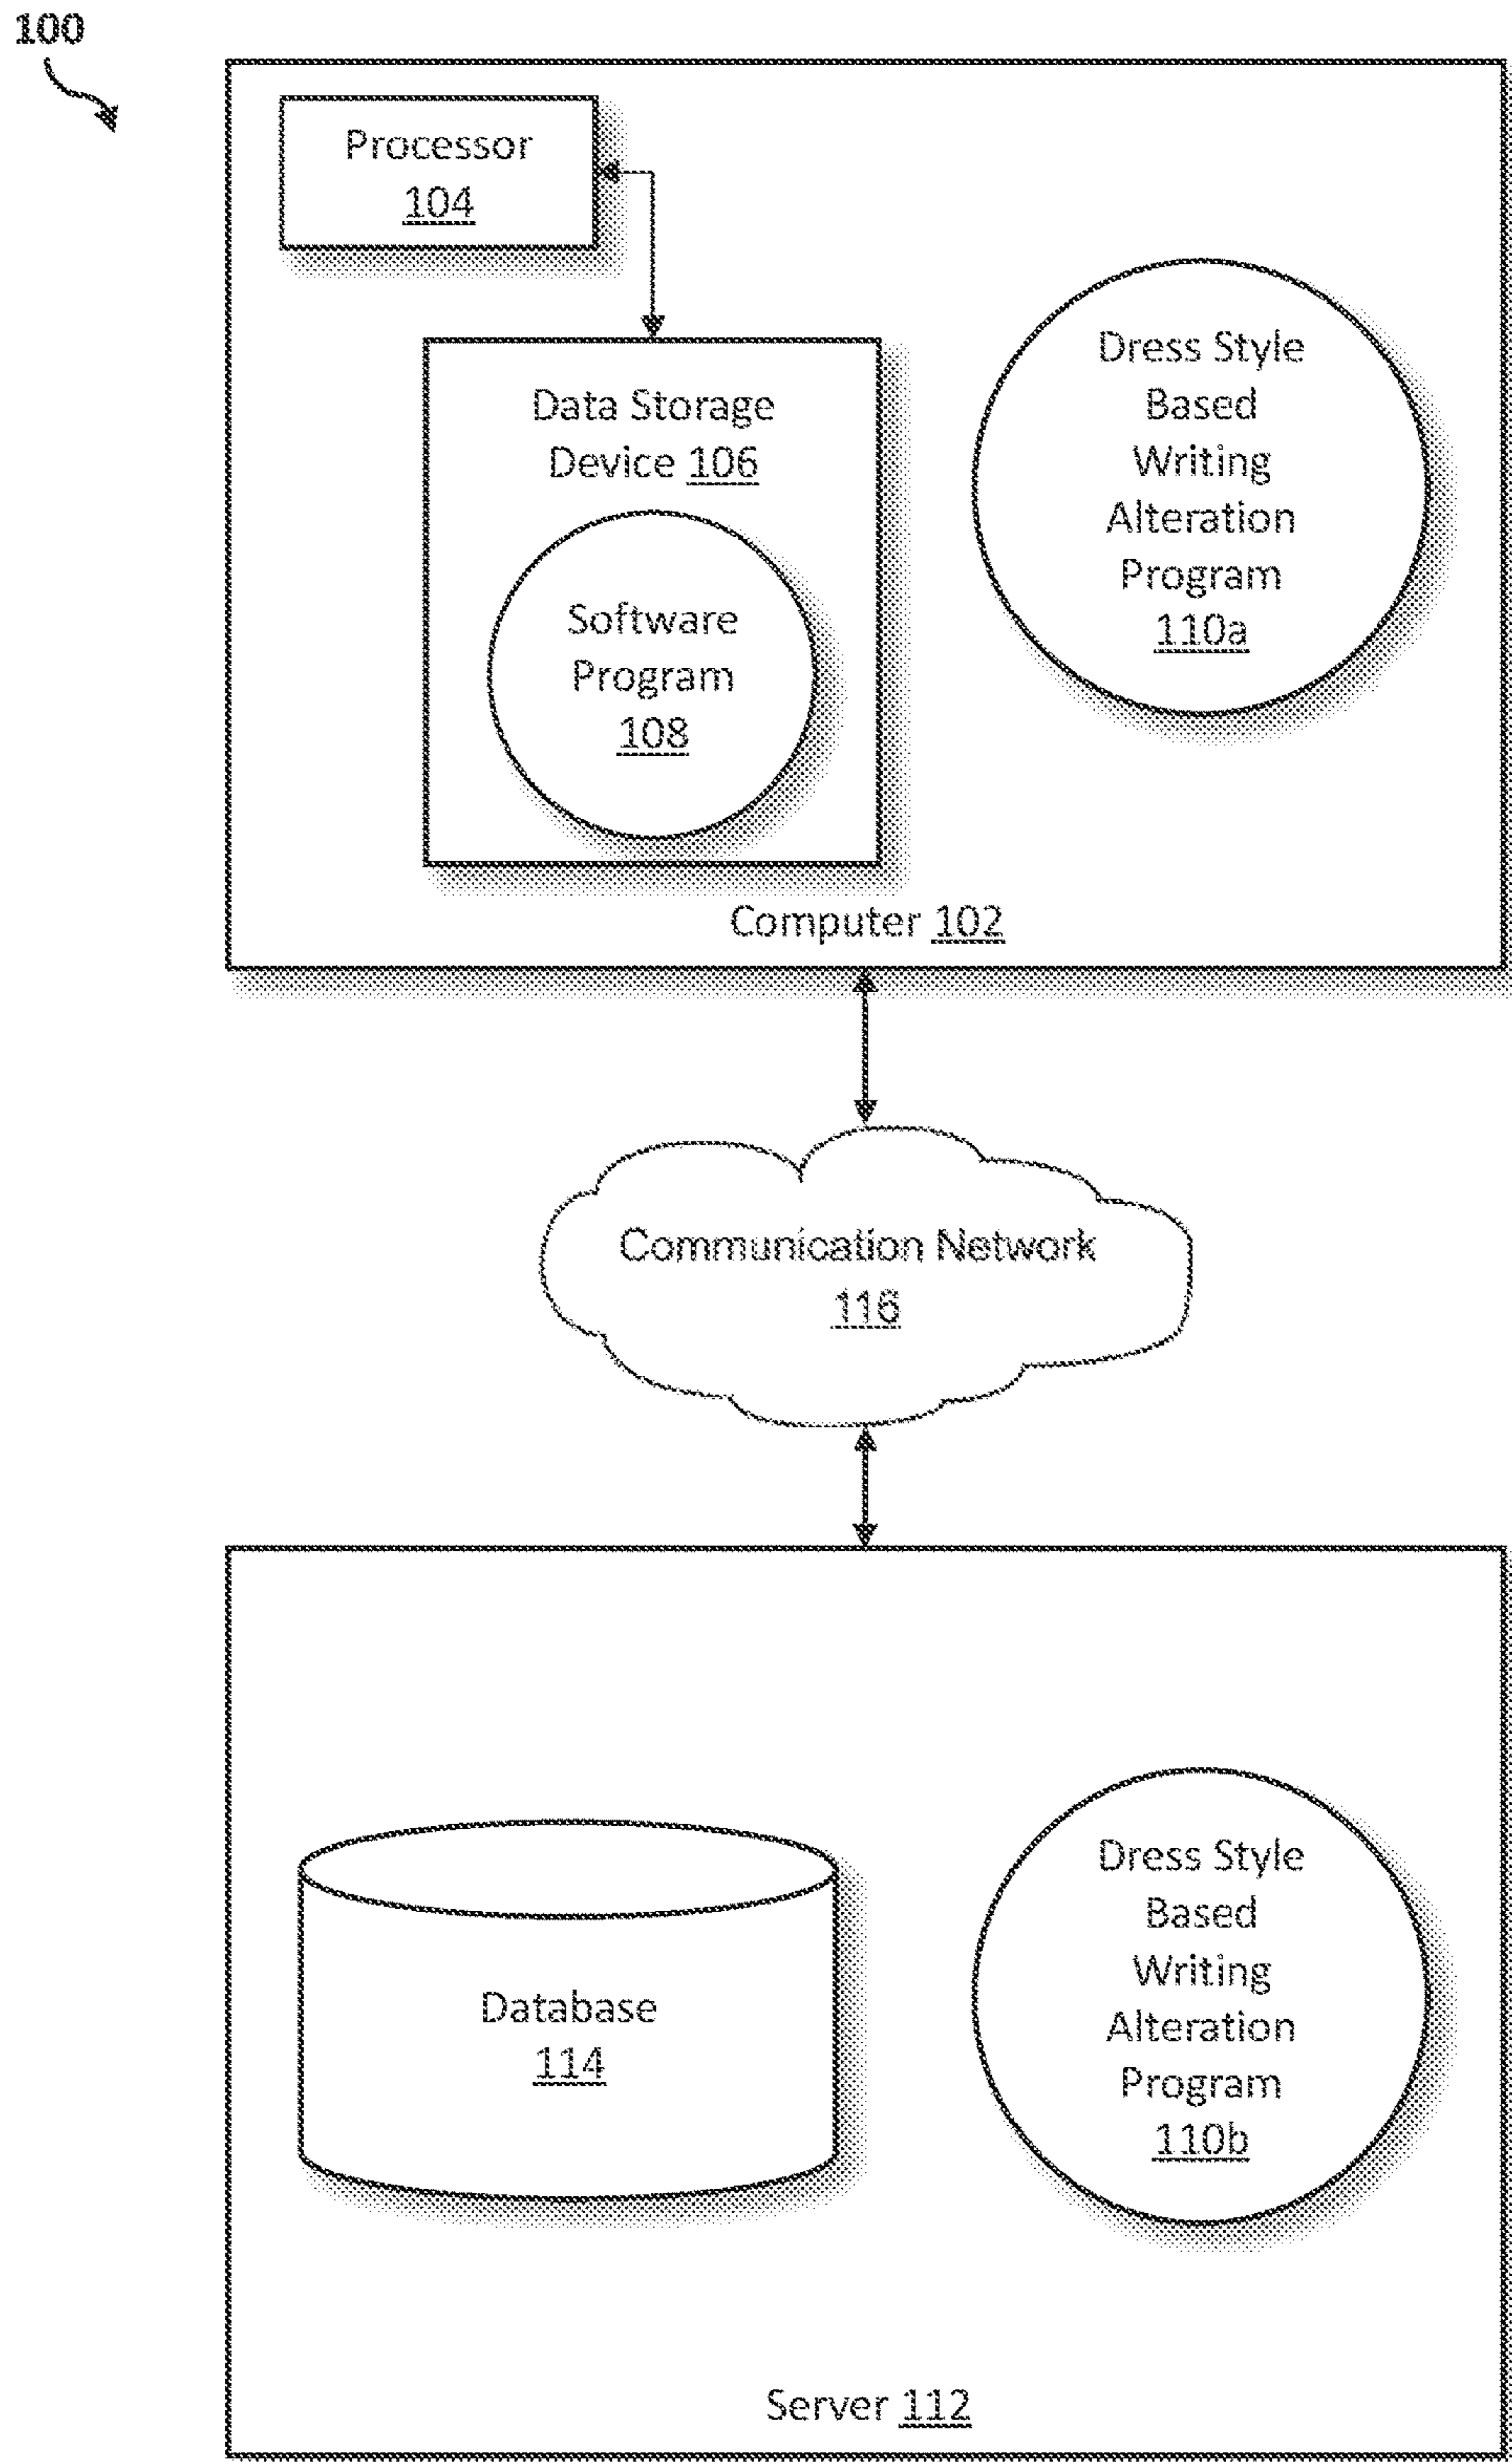 100
Processor
104
Data Storage
Device 106
Software
Program
108
Dress Style
Based
Writing
Alteration
Program
110a
Computer 102
Communication Network
116
Database
114
Dress Style
Based
Writing
Alteration
Program
110b
Server 112